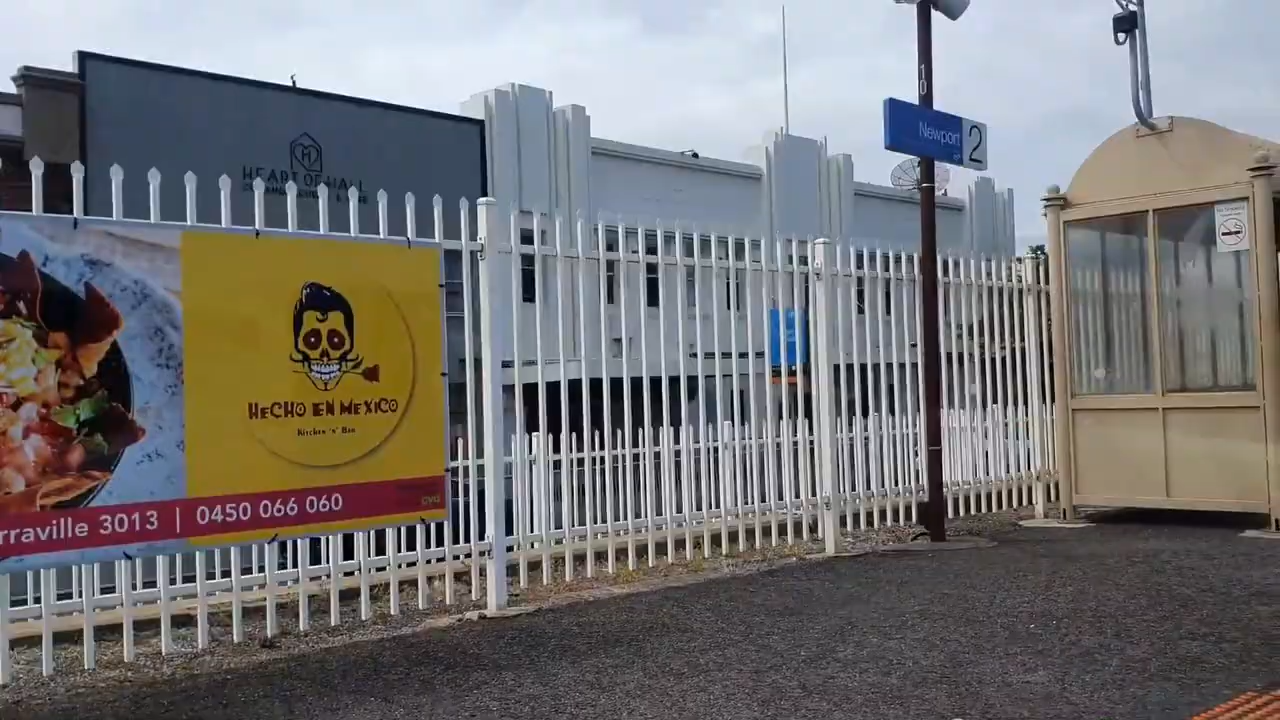 HEART OF HALL
10
Newport 2
HECHO EN MEXICO
Kitchen 'n' Bar
rraville 3013 | 0450 066 060